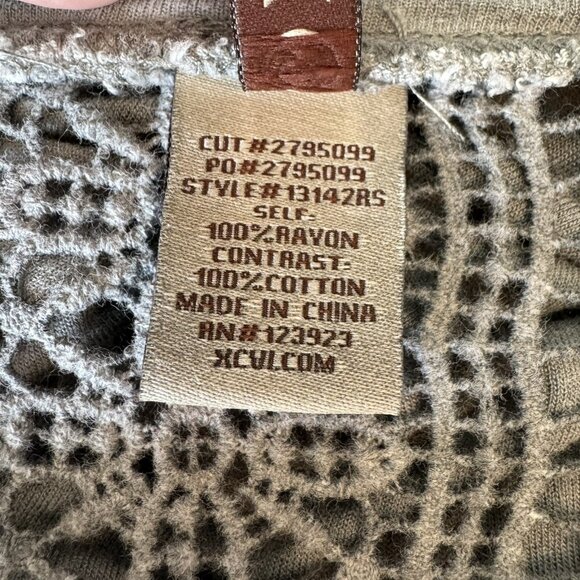 CUT#2795099
PO#2795099
STYLE#13142RS
SELF:
100%RAYON
CONTRAST:
100%COTTON
MADE IN CHINA
RN#123923
XCVI.COM